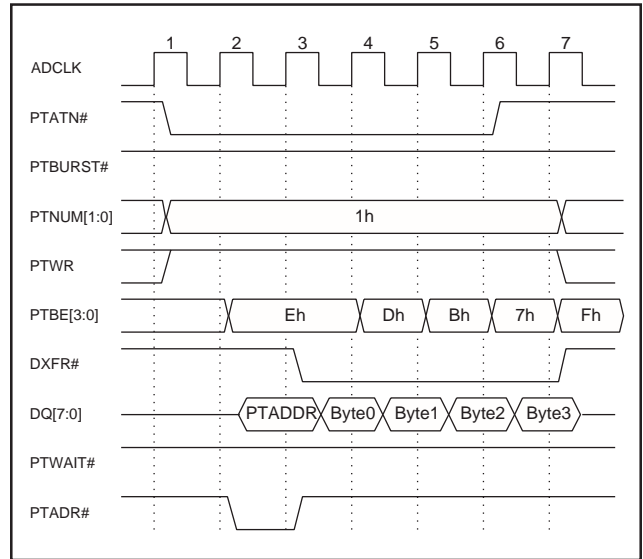 1 2 3 4 5 6 7
ADCLK
PTATN#
PTBURST#
PTNUM[1:0] 1h
PTWR
PTBE[3:0] Eh Dh Bh 7h Fh
DXFR#
DQ[7:0] PTADDR Byte0 Byte1 Byte2 Byte3
PTWAIT#
PTADR#